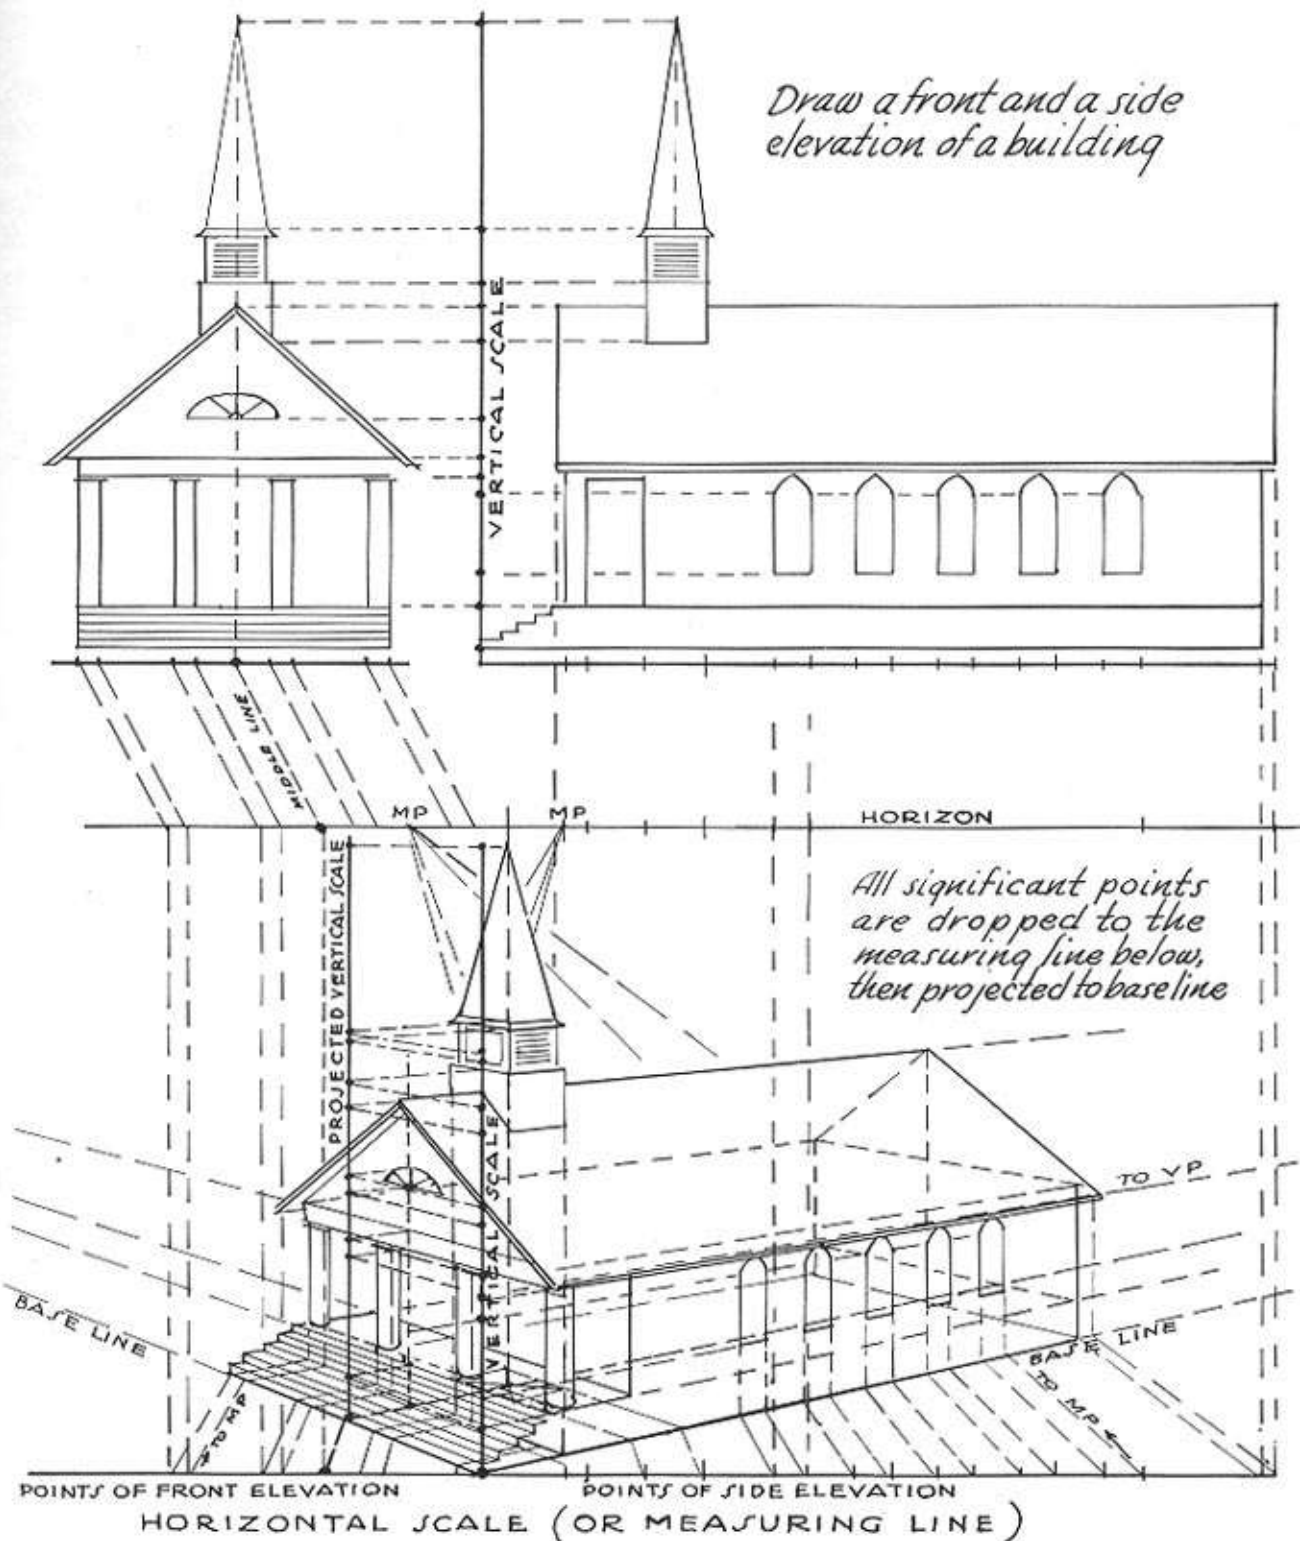 Draw a front and a side
elevation of a building
VERTICAL SCALE
MIDDLE LINE
MP
MP
HORIZON
PROJECTED VERTICAL SCALE
All significant points
are dropped to the
measuring line below,
then projected to base line
VERTICAL SCALE
TO VP
BASE LINE
BASE LINE
TO MP
TO MP
POINTS OF FRONT ELEVATION
POINTS OF SIDE ELEVATION
HORIZONTAL SCALE (OR MEASURING LINE)